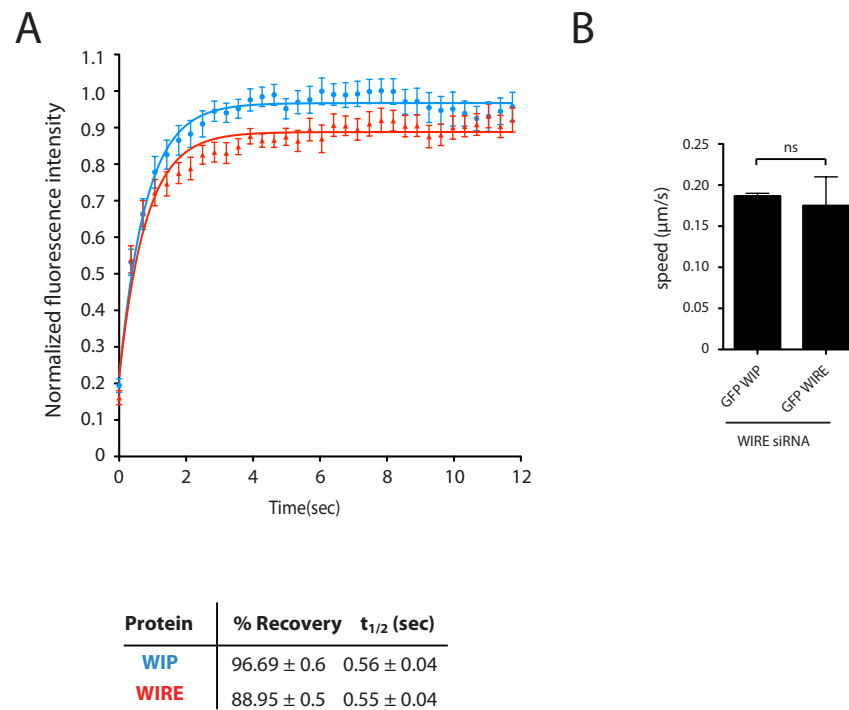 A
Normalized fluorescence intensity
1.1
1.0
0.9
0.8
0.7
0.6
0.5
0.4
0.3
0.2
0.1
0
0 2 4 6 8 10 12
Time(sec)
B
speed (μm/s)
0.25
0.20
0.15
0.10
0.05
0
ns
GFP WIP
GFP WIRE
WIRE siRNA
Protein % Recovery t1/2 (sec)
WIP 96.69 ± 0.6 0.56 ± 0.04
WIRE 88.95 ± 0.5 0.55 ± 0.04